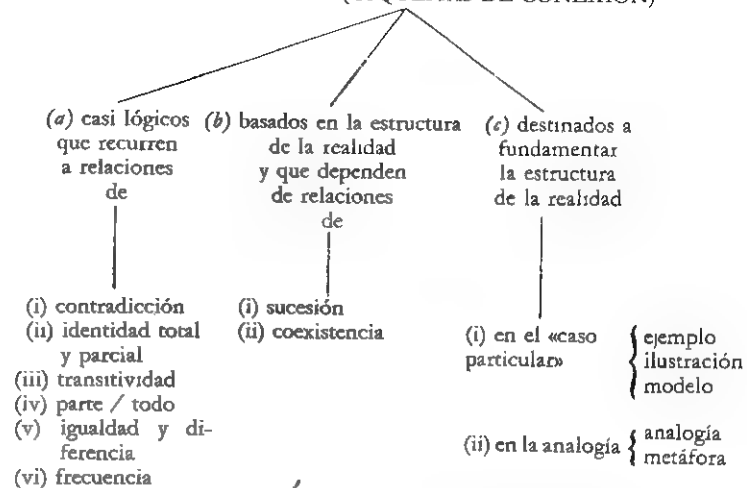 (a) casi lógicos
que recurren
a relaciones
de
(b) basados en la estructura
de la realidad
y que dependen
de relaciones
de
(c) destinados a
fundamentar
la estructura
de la realidad
(i) contradicción
(ii) identidad total
y parcial
(iii) transitividad
(iv) parte / todo
(v) igualdad y di-
ferencia
(vi) frecuencia
(i) sucesión
(ii) coexistencia
(i) en el «caso
particular»
ejemplo
ilustración
modelo
(ii) en la analogía
analogía
metáfora